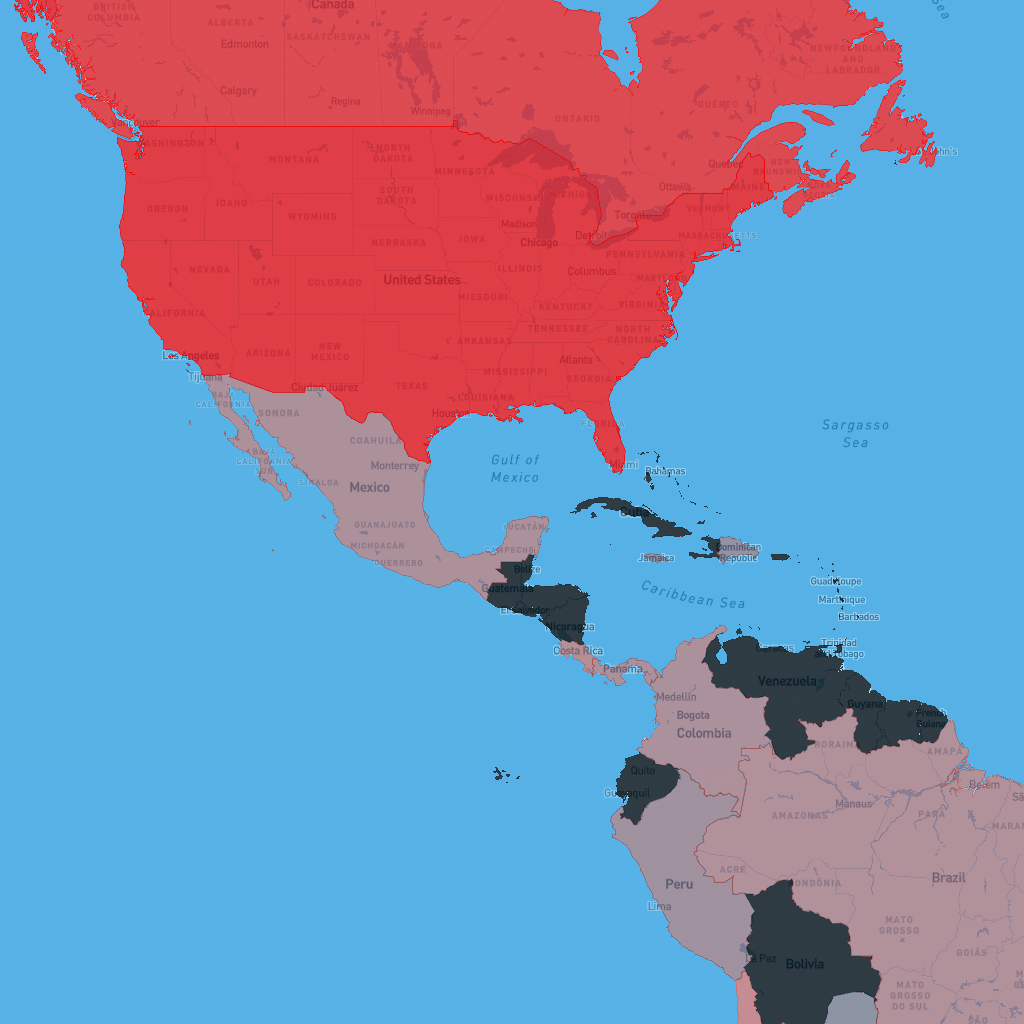 Sea
BRITISH
COLUMBIA
ALBERTA
Canada
SASKATCHEWAN
MANITOBA
Edmonton
Calgary
Regina
Winnipeg
ONTARIO
QUEBEC
NEWFOUNDLAND
AND
LABRADOR
Vancouver
WASHINGTON
MONTANA
NORTH
DAKOTA
MINNESOTA
Quebec
NEW
BRUNSWICK
Ottawa
MAINE
OREGON
IDAHO
WYOMING
SOUTH
DAKOTA
WISCONSIN
Madison
Toronto
VERMONT
Detroit
MASSACHUSETTS
Chicago
NEBRASKA
IOWA
PENNSYLVANIA
NEVADA
UTAH
COLORADO
United States
ILLINOIS
Columbus
MARYLAND
MISSOURI
KENTUCKY
VIRGINIA
CALIFORNIA
TENNESSEE
NORTH
CAROLINA
ARKANSAS
Los Angeles
ARIZONA
NEW
MEXICO
Atlanta
MISSISSIPPI
GEORGIA
Tijuana
Ciudad Juárez
TEXAS
LOUISIANA
BAJA
CALIFORNIA
SONORA
Houston
FLORIDA
Sargasso
Sea
COAHUILA
BAJA
CALIFORNIA
SUR
Monterrey
Gulf of
Mexico
Miami
Bahamas
SINALOA
Mexico
Cuba
GUANAJUATO
YUCATÁN
MICHOACÁN
CAMPECHE
GUERRERO
Jamaica
Dominican
Republic
Belize
Guatemala
Guadeloupe
Caribbean Sea
Martinique
El Salvador
Barbados
Nicaragua
Costa Rica
Caracas
Trinidad
and Tobago
Panama
Venezuela
Medellín
Guyana
Bogota
French
Guiana
Colombia
RORAIMA
AMAPÁ
Quito
Guayaquil
Belém
Manaus
AMAZONAS
PARÁ
ACRE
Brazil
Peru
RONDÔNIA
Lima
MATO
GROSSO
La Paz
Bolivia
GOIÁS
MATO
GROSSO
DO SUL